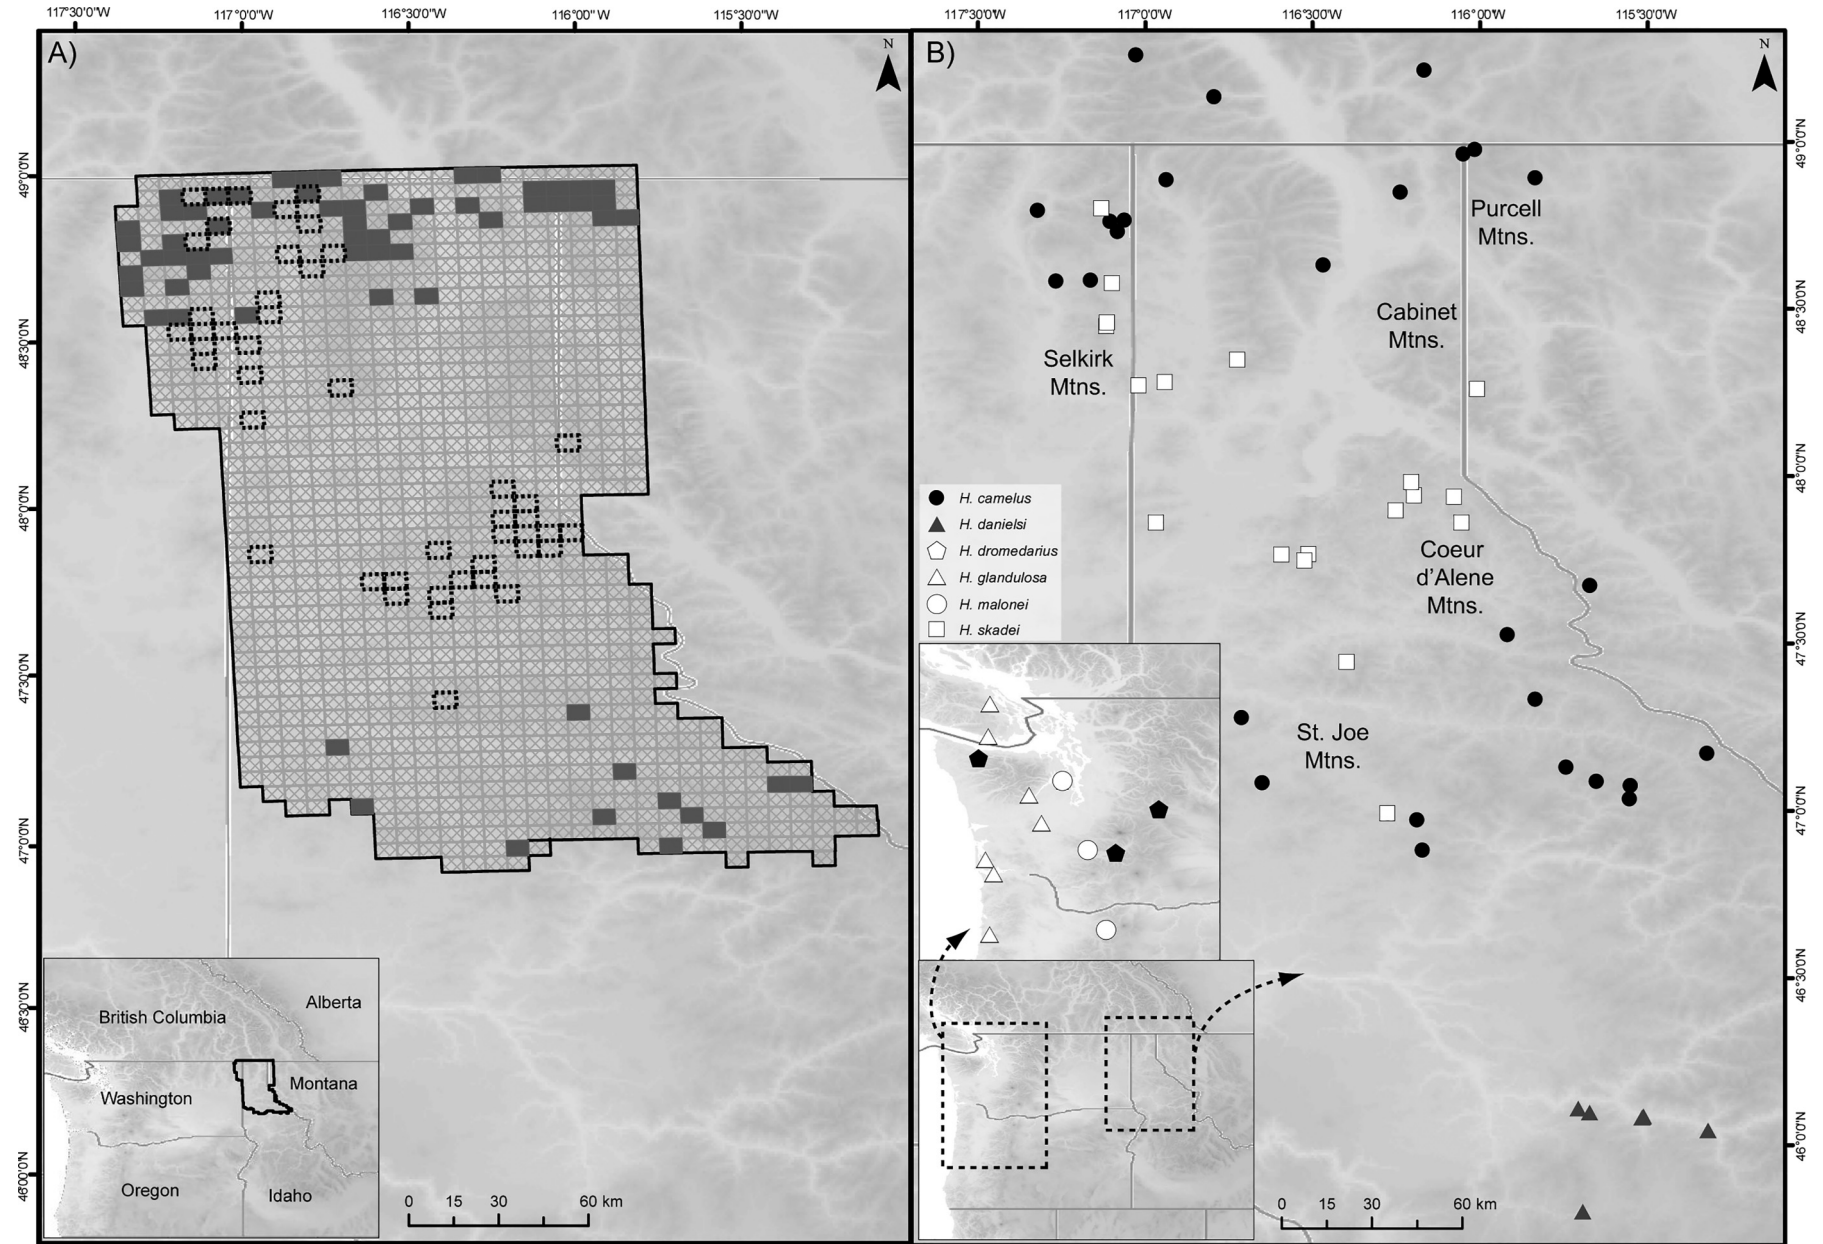 117°30'0"W 117°0'0"W 116°30'0"W 116°0'0"W 115°30'0"W
117°30'0"W 117°0'0"W 116°30'0"W 116°0'0"W 115°30'0"W
A)
N
49°0'0"N
48°30'0"N
48°0'0"N
47°30'0"N
47°0'0"N
46°30'0"N
46°0'0"N
Alberta
British Columbia
Montana
Washington
Oregon
Idaho
0 15 30 60 km
B)
N
Purcell
Mtns.
Cabinet
Mtns.
Selkirk
Mtns.
H. camelus
H. danielsi
H. dromedarius
H. glandulosa
H. malonei
H. skadei
Coeur
d'Alene
Mtns.
St. Joe
Mtns.
0 15 30 60 km
49°0'0"N
48°30'0"N
48°0'0"N
47°30'0"N
47°0'0"N
46°30'0"N
46°0'0"N